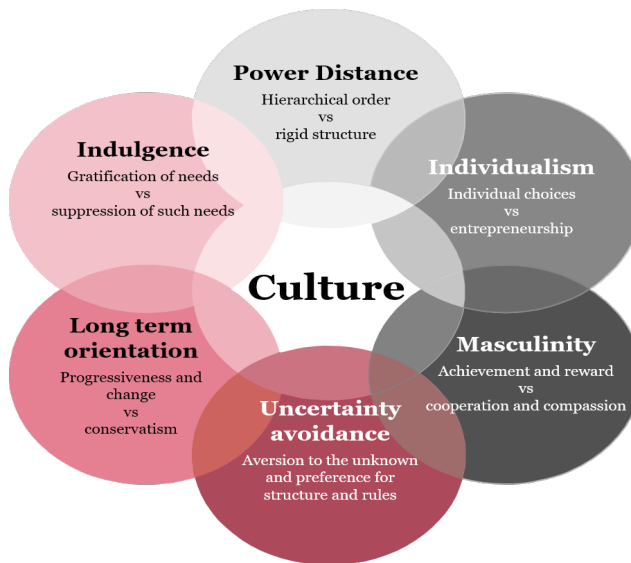 Power Distance
Hierarchical order
vs
rigid structure
Individualism
Individual choices
vs
entrepreneurship
Masculinity
Achievement and reward
vs
cooperation and compassion
Uncertainty
avoidance
Aversion to the unknown
and preference for
structure and rules
Long term
orientation
Progressiveness and
change
vs
conservatism
Indulgence
Gratification of needs
vs
suppression of such needs
Culture